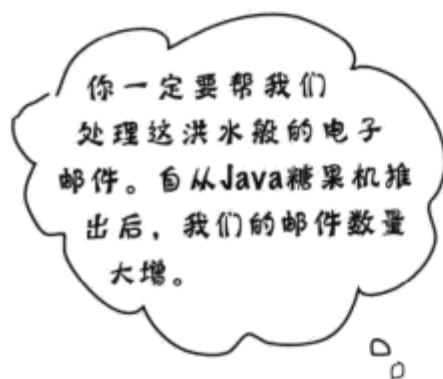 你一定要帮我们
处理这洪水般的电子
邮件。自从Java糖果机推
出后，我们的邮件数量
大增。